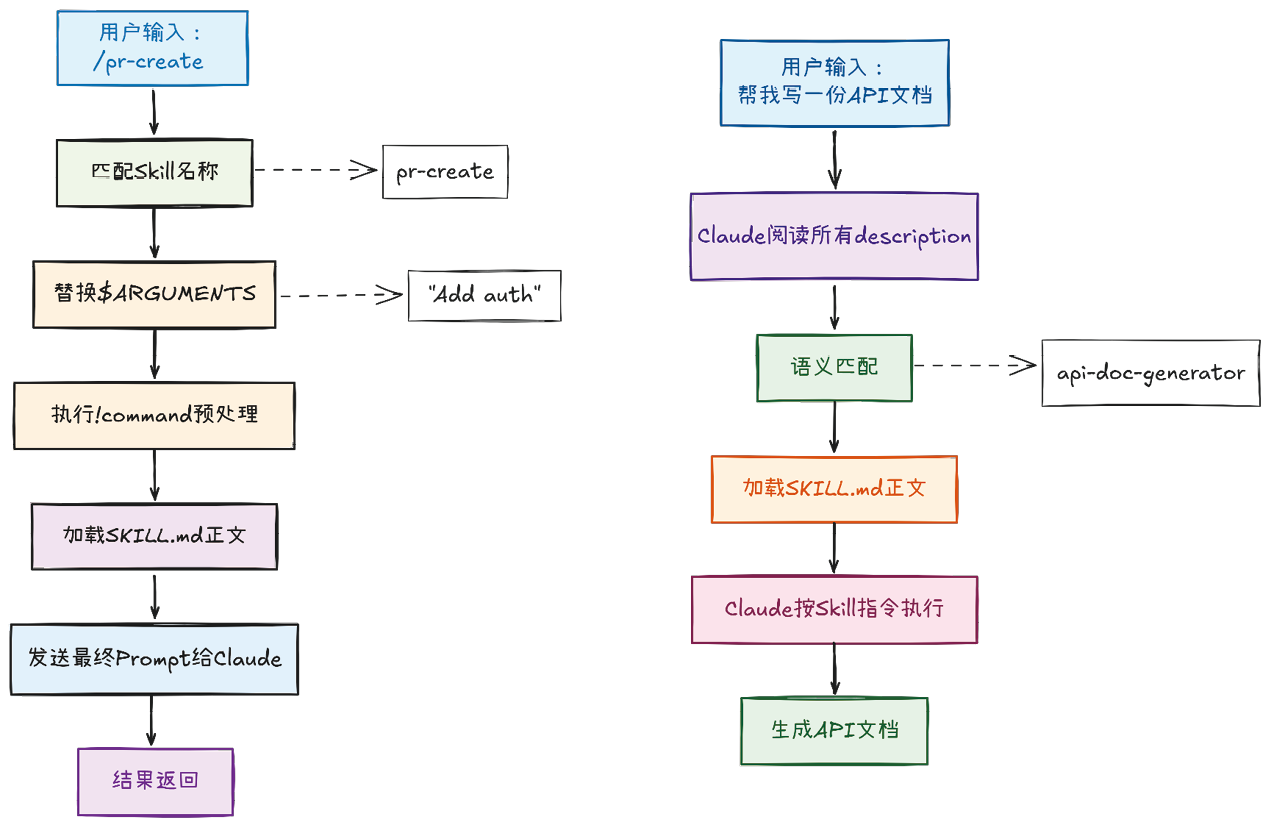 用户输入：
/pr-create
匹配Skill名称
pr-create
替换$ARGUMENTS
"Add auth"
执行!command预处理
加载SKILL.md正文
发送最终Prompt给Claude
结果返回
用户输入：
帮我写一份API文档
Claude阅读所有description
语义匹配
api-doc-generator
加载SKILL.md正文
Claude按Skill指令执行
生成API文档